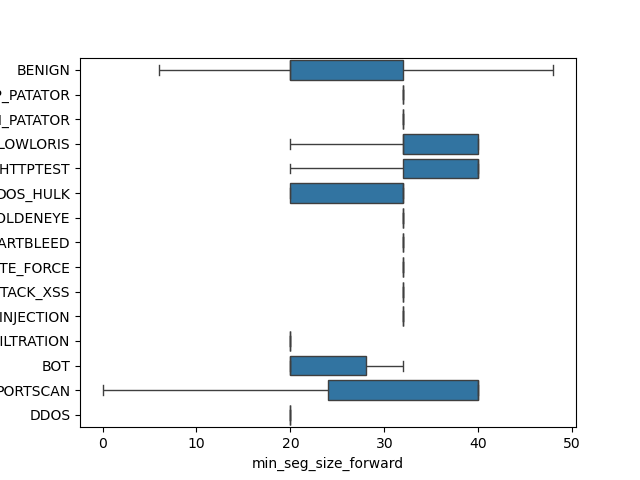 BENIGN
P_PATATOR
H_PATATOR
LOWLORIS
HTTPTEST
DOS_HULK
OLDENEYE
ARTBLEED
TE_FORCE
TACK_XSS
INJECTION
ILTRATION
BOT
PORTSCAN
DDOS
0 10 20 30 40 50
min_seg_size_forward